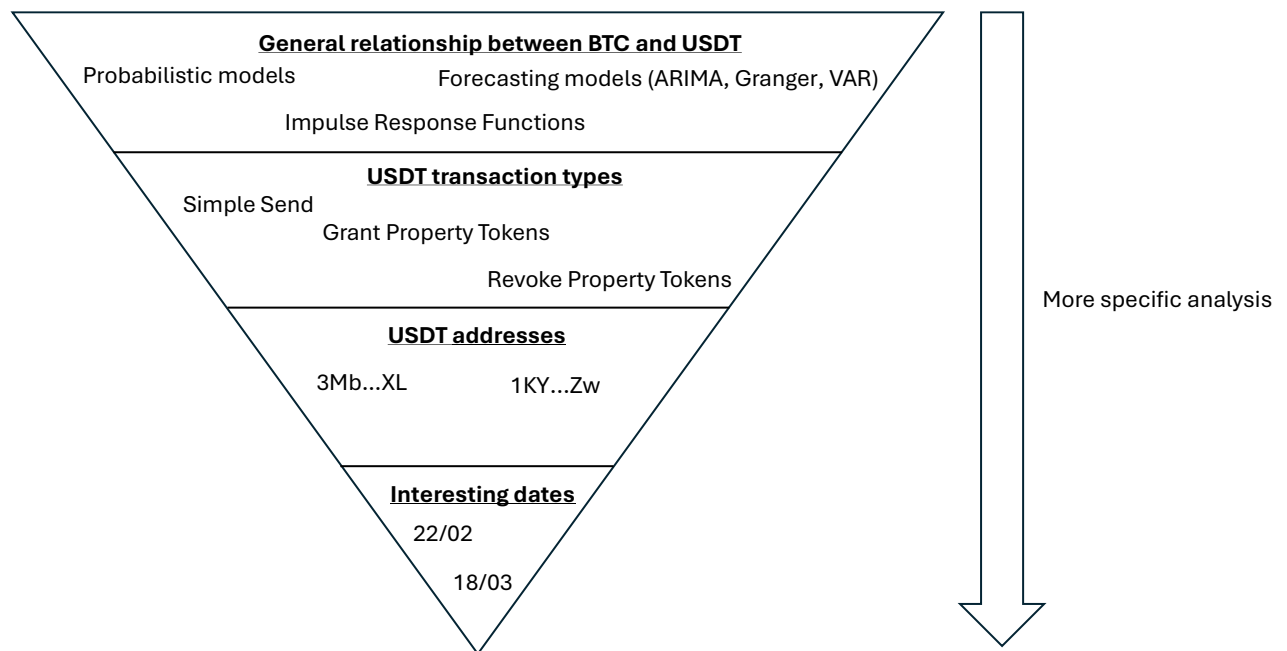 General relationship between BTC and USDT
Probabilistic models
Forecasting models (ARIMA, Granger, VAR)
Impulse Response Functions
USDT transaction types
Simple Send
Grant Property Tokens
Revoke Property Tokens
More specific analysis
USDT addresses
3Mb...XL
1KY...Zw
Interesting dates
22/02
18/03